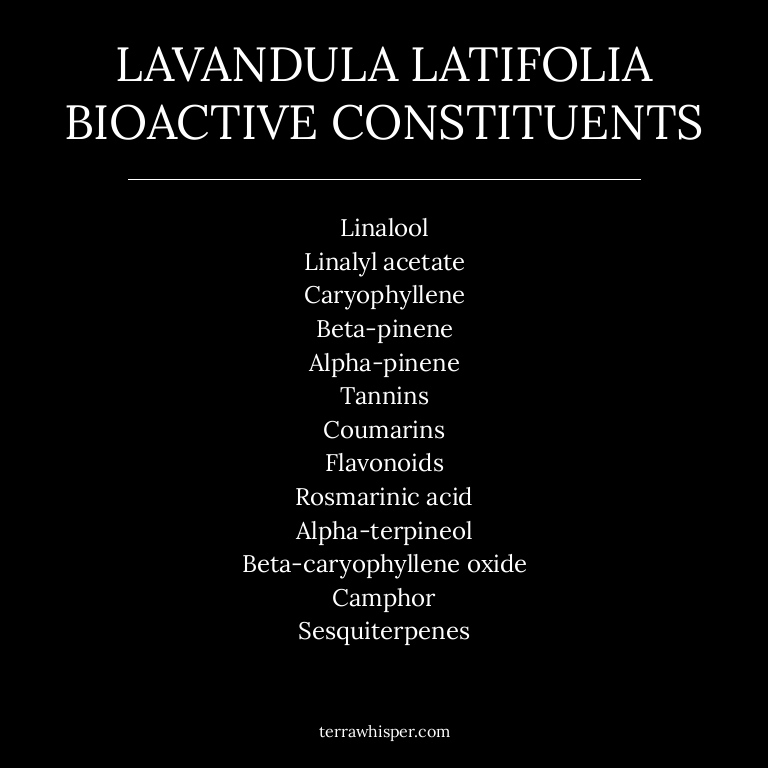 LAVANDULA LATIFOLIA
BIOACTIVE CONSTITUENTS
Linalool
Linalyl acetate
Caryophyllene
Beta-pinene
Alpha-pinene
Tannins
Coumarins
Flavonoids
Rosmarinic acid
Alpha-terpineol
Beta-caryophyllene oxide
Camphor
Sesquiterpenes
terrawhisper.com